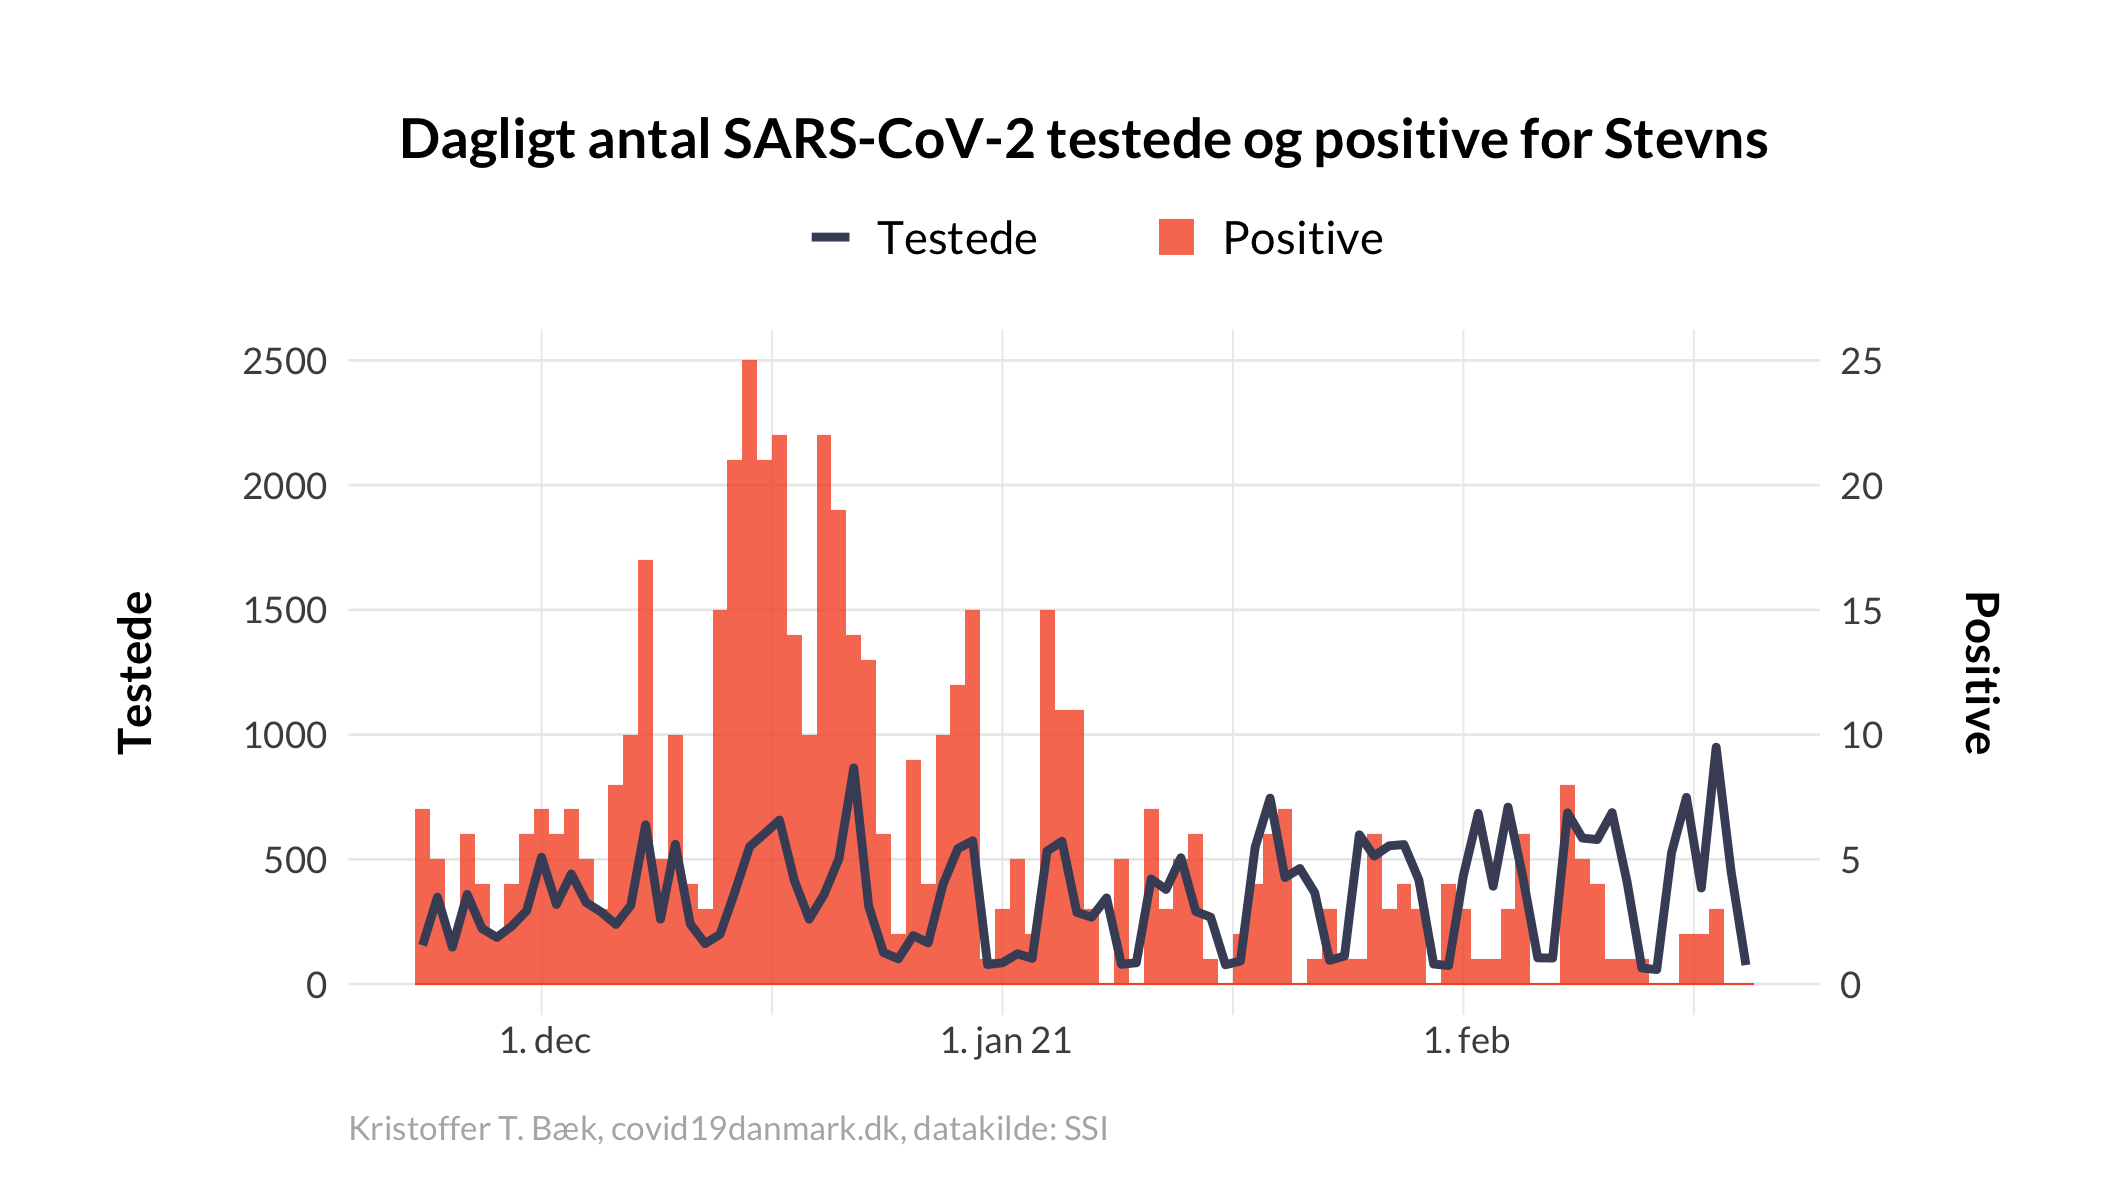 Dagligt antal SARS-CoV-2 testede og positive for Stevns
Testede
Positive
2500
2000
1500
1000
500
0
Testede
25
20
15
10
5
0
Positive
1. dec
1. jan 21
1. feb
Kristoffer T. Bæk, covid19danmark.dk, datakilde: SSI